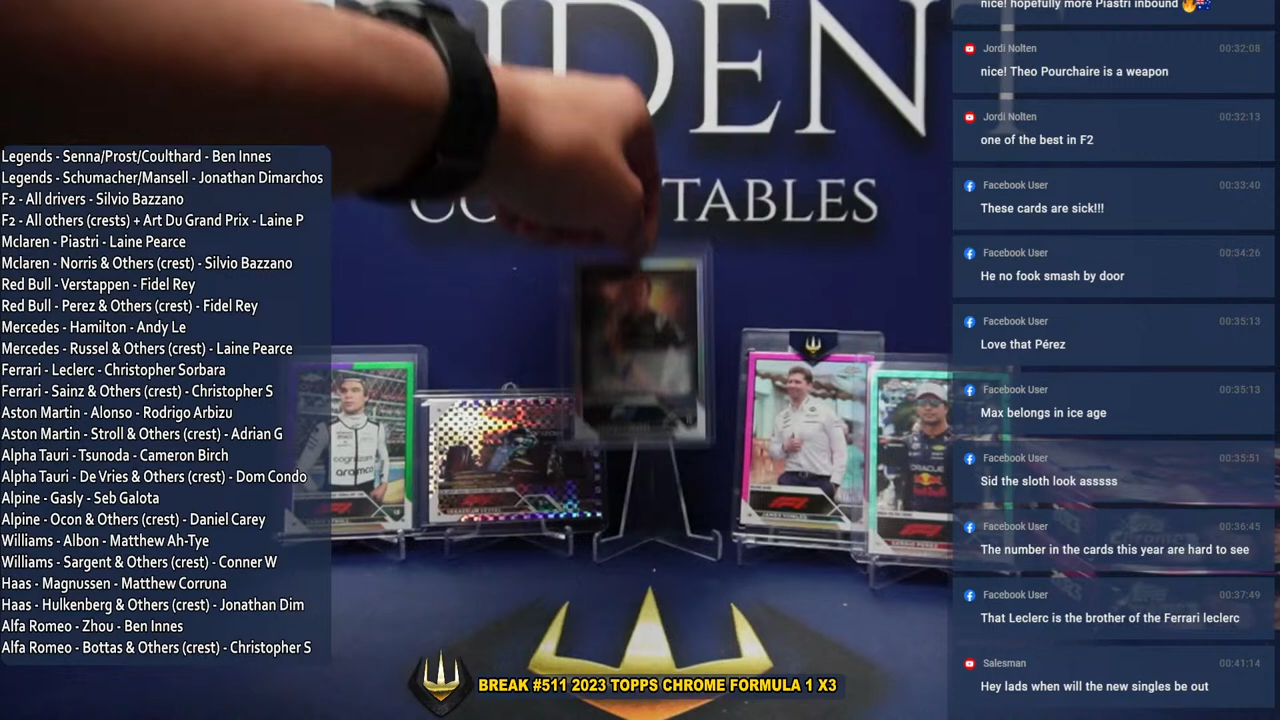 IDEN
TABLES
Legends - Senna/Prost/Coulthard - Ben Innes
Legends - Schumacher/Mansell - Jonathan Dimarchos
F2 - All drivers - Silvio Bazzano
F2 - All others (crests) + Art Du Grand Prix - Laine P
Mclaren - Piastri - Laine Pearce
Mclaren - Norris & Others (crest) - Silvio Bazzano
Red Bull - Verstappen - Fidel Rey
Red Bull - Perez & Others (crest) - Fidel Rey
Mercedes - Hamilton - Andy Le
Mercedes - Russel & Others (crest) - Laine Pearce
Ferrari - Leclerc - Christopher Sorbara
Ferrari - Sainz & Others (crest) - Christopher S
Aston Martin - Alonso - Rodrigo Arbizu
Aston Martin - Stroll & Others (crest) - Adrian G
Alpha Tauri - Tsunoda - Cameron Birch
Alpha Tauri - De Vries & Others (crest) - Dom Condo
Alpine - Gasly - Seb Galota
Alpine - Ocon & Others (crest) - Daniel Carey
Williams - Albon - Matthew Ah-Tye
Williams - Sargent & Others (crest) - Conner W
Haas - Magnussen - Matthew Corruna
Haas - Hulkenberg & Others (crest) - Jonathan Dim
Alfa Romeo - Zhou - Ben Innes
Alfa Romeo - Bottas & Others (crest) - Christopher S
aramco
ORACLE
Red Bull
BREAK #511 2023 TOPPS CHROME FORMULA 1 X3
nice! hopefully more Piastri inbound 🔥🇦🇺
Jordi Nolten 00:32:08
nice! Theo Pourchaire is a weapon
Jordi Nolten 00:32:13
one of the best in F2
Facebook User 00:33:40
These cards are sick!!!
Facebook User 00:34:26
He no fook smash by door
Facebook User 00:35:13
Love that Pérez
Facebook User 00:35:13
Max belongs in ice age
Facebook User 00:35:51
Sid the sloth look asssss
Facebook User 00:36:45
The number in the cards this year are hard to see
Facebook User 00:37:49
That Leclerc is the brother of the Ferrari leclerc
Salesman 00:41:14
Hey lads when will the new singles be out